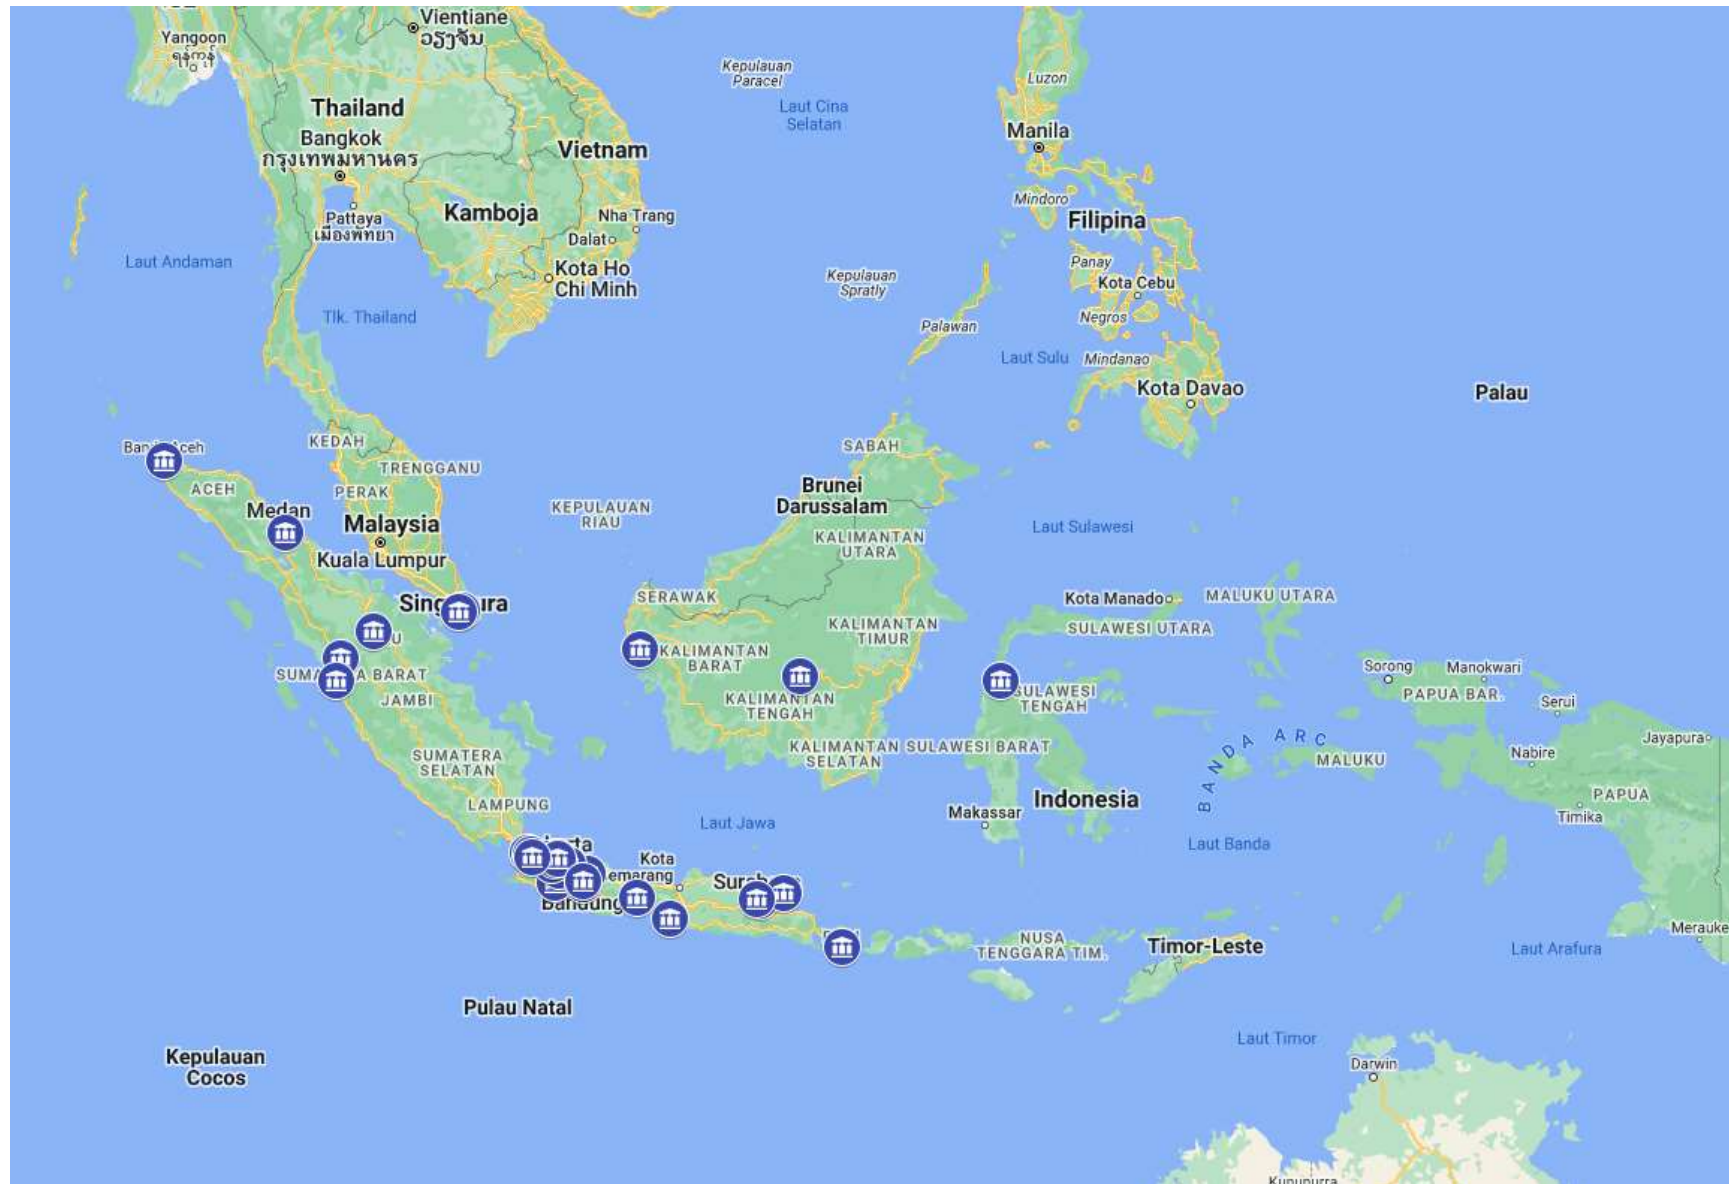 Vientiane
ວຽງຈັນ
Yangoon
ရန်ကုန်
Thailand
Bangkok
กรุงเทพมหานคร
Pattaya
เมืองพัทยา
Vietnam
Kamboja
Nha Trang
Dalat
Kota Ho
Chi Minh
Kepulauan
Paracel
Laut Cina
Selatan
Luzon
Manila
Mindoro
Filipina
Panay
Kota Cebu
Negros
Kepulauan
Spratly
Palawan
Laut Sulu
Mindanao
Kota Davao
Palau
Laut Andaman
Tlk. Thailand
KEDAH
TRENGGANU
PERAK
ACEH
Medan
Malaysia
Kuala Lumpur
KEPULAUAN
RIAU
SABAH
Brunei
Darussalam
KALIMANTAN
UTARA
Laut Sulawesi
SERAWAK
KALIMANTAN
TIMUR
KALIMANTAN
BARAT
KALIMANTAN
TENGAH
Kota Manado
MALUKU UTARA
SULAWESI UTARA
SULAWESI
TENGAH
Sorong
Manokwari
PAPUA BAR.
Serui
BARAT
JAMBI
SUMATERA
SELATAN
LAMPUNG
KALIMANTAN
SELATAN
SULAWESI BARAT
BANDA ARC
MALUKU
Nabire
Jayapura
PAPUA
Timika
Makassar
Indonesia
Laut Jawa
Laut Banda
Kota
Bandung
NUSA
TENGGARA TIM.
Timor-Leste
Laut Arafura
Merauke
Pulau Natal
Kepulauan
Cocos
Laut Timor
Darwin